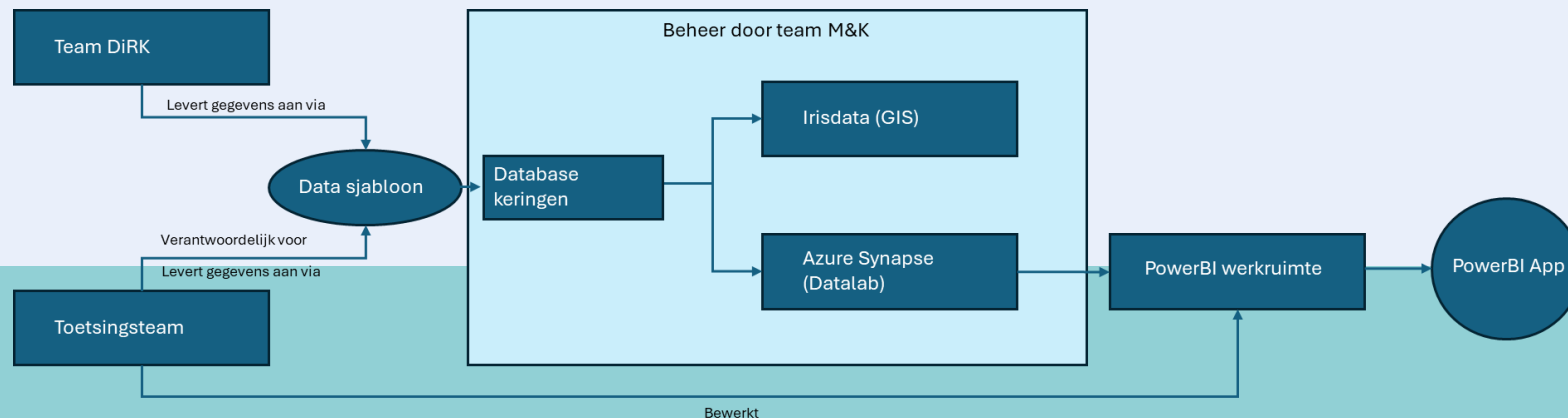 Team DiRK
Levert gegevens aan via
Data sjabloon
Verantwoordelijk voor
Levert gegevens aan via
Toetsingsteam
Beheer door team M&K
Database
keringen
Irisdata (GIS)
Azure Synapse
(Datalab)
PowerBI werkruimte
PowerBI App
Bewerkt